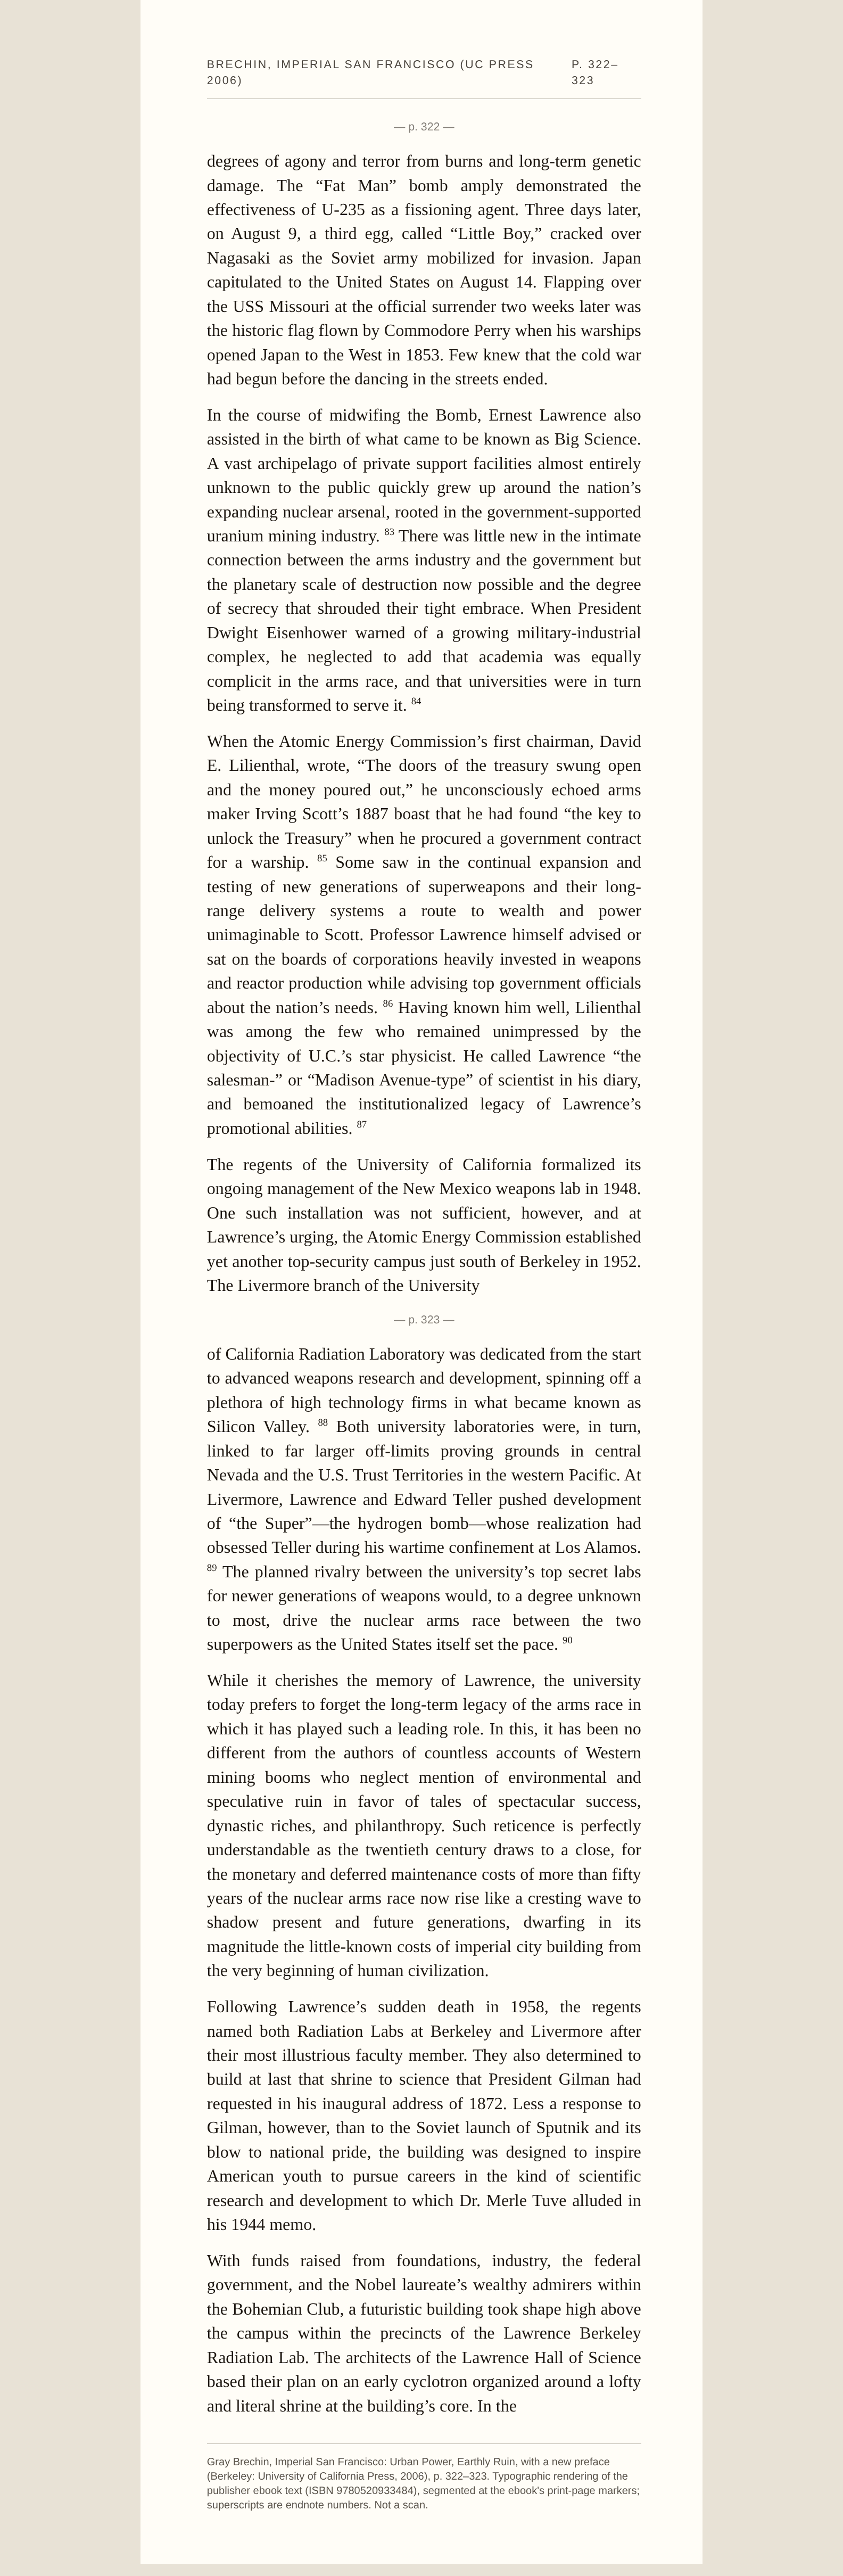 BRECHIN, IMPERIAL SAN FRANCISCO (UC PRESS 2006)
P. 322–323
— p. 322 —
degrees of agony and terror from burns and long-term genetic
damage. The “Fat Man” bomb amply demonstrated the
effectiveness of U-235 as a fissioning agent. Three days later,
on August 9, a third egg, called “Little Boy,” cracked over
Nagasaki as the Soviet army mobilized for invasion. Japan
capitulated to the United States on August 14. Flapping over
the USS Missouri at the official surrender two weeks later was
the historic flag flown by Commodore Perry when his warships
opened Japan to the West in 1853. Few knew that the cold war
had begun before the dancing in the streets ended.
In the course of midwifing the Bomb, Ernest Lawrence also
assisted in the birth of what came to be known as Big Science.
A vast archipelago of private support facilities almost entirely
unknown to the public quickly grew up around the nation’s
expanding nuclear arsenal, rooted in the government-supported
uranium mining industry. 83 There was little new in the intimate
connection between the arms industry and the government but
the planetary scale of destruction now possible and the degree
of secrecy that shrouded their tight embrace. When President
Dwight Eisenhower warned of a growing military-industrial
complex, he neglected to add that academia was equally
complicit in the arms race, and that universities were in turn
being transformed to serve it. 84
When the Atomic Energy Commission’s first chairman, David
E. Lilienthal, wrote, “The doors of the treasury swung open
and the money poured out,” he unconsciously echoed arms
maker Irving Scott’s 1887 boast that he had found “the key to
unlock the Treasury” when he procured a government contract
for a warship. 85 Some saw in the continual expansion and
testing of new generations of superweapons and their long-
range delivery systems a route to wealth and power
unimaginable to Scott. Professor Lawrence himself advised or
sat on the boards of corporations heavily invested in weapons
and reactor production while advising top government officials
about the nation’s needs. 86 Having known him well, Lilienthal
was among the few who remained unimpressed by the
objectivity of U.C.’s star physicist. He called Lawrence “the
salesman-” or “Madison Avenue-type” of scientist in his diary,
and bemoaned the institutionalized legacy of Lawrence’s
promotional abilities. 87
The regents of the University of California formalized its
ongoing management of the New Mexico weapons lab in 1948.
One such installation was not sufficient, however, and at
Lawrence’s urging, the Atomic Energy Commission established
yet another top-security campus just south of Berkeley in 1952.
The Livermore branch of the University
— p. 323 —
of California Radiation Laboratory was dedicated from the start
to advanced weapons research and development, spinning off a
plethora of high technology firms in what became known as
Silicon Valley. 88 Both university laboratories were, in turn,
linked to far larger off-limits proving grounds in central
Nevada and the U.S. Trust Territories in the western Pacific. At
Livermore, Lawrence and Edward Teller pushed development
of “the Super”—the hydrogen bomb—whose realization had
obsessed Teller during his wartime confinement at Los Alamos.
89 The planned rivalry between the university’s top secret labs
for newer generations of weapons would, to a degree unknown
to most, drive the nuclear arms race between the two
superpowers as the United States itself set the pace. 90
While it cherishes the memory of Lawrence, the university
today prefers to forget the long-term legacy of the arms race in
which it has played such a leading role. In this, it has been no
different from the authors of countless accounts of Western
mining booms who neglect mention of environmental and
speculative ruin in favor of tales of spectacular success,
dynastic riches, and philanthropy. Such reticence is perfectly
understandable as the twentieth century draws to a close, for
the monetary and deferred maintenance costs of more than fifty
years of the nuclear arms race now rise like a cresting wave to
shadow present and future generations, dwarfing in its
magnitude the little-known costs of imperial city building from
the very beginning of human civilization.
Following Lawrence’s sudden death in 1958, the regents
named both Radiation Labs at Berkeley and Livermore after
their most illustrious faculty member. They also determined to
build at last that shrine to science that President Gilman had
requested in his inaugural address of 1872. Less a response to
Gilman, however, than to the Soviet launch of Sputnik and its
blow to national pride, the building was designed to inspire
American youth to pursue careers in the kind of scientific
research and development to which Dr. Merle Tuve alluded in
his 1944 memo.
With funds raised from foundations, industry, the federal
government, and the Nobel laureate’s wealthy admirers within
the Bohemian Club, a futuristic building took shape high above
the campus within the precincts of the Lawrence Berkeley
Radiation Lab. The architects of the Lawrence Hall of Science
based their plan on an early cyclotron organized around a lofty
and literal shrine at the building’s core. In the
Gray Brechin, Imperial San Francisco: Urban Power, Earthly Ruin, with a new preface
(Berkeley: University of California Press, 2006), p. 322–323. Typographic rendering of the
publisher ebook text (ISBN 9780520933484), segmented at the ebook's print-page markers;
superscripts are endnote numbers. Not a scan.